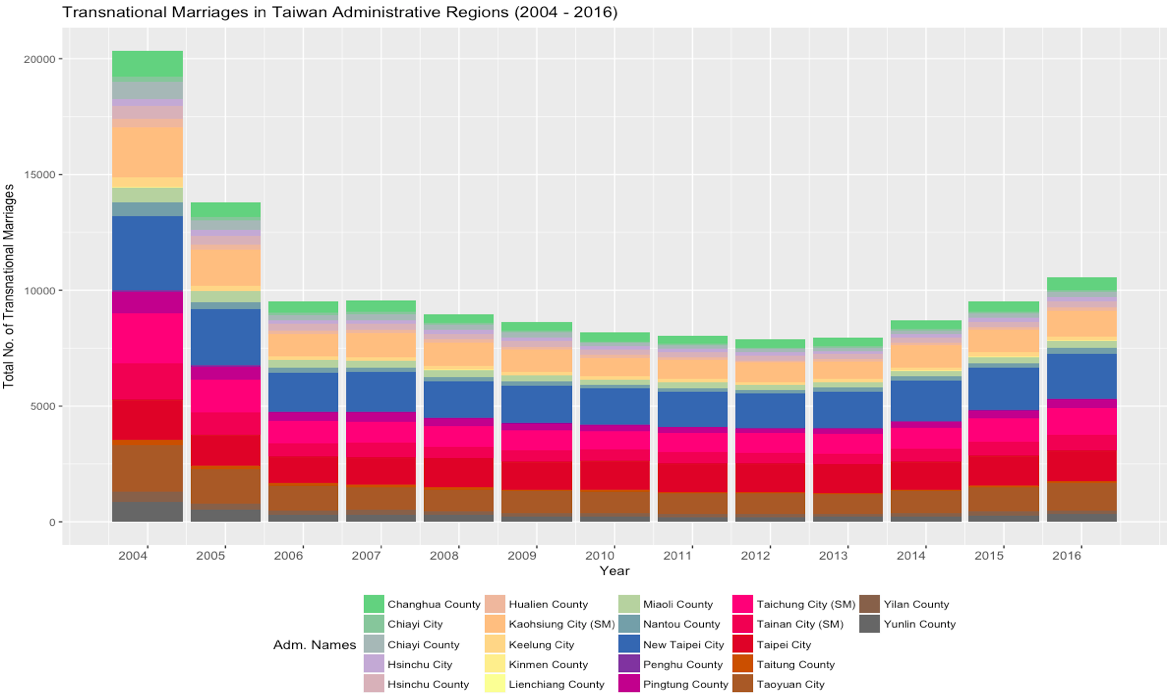 Transnational Marriages in Taiwan Administrative Regions (2004 - 2016)
Total No. of Transnational Marriages
20000
15000
10000
5000
0
2004 2005 2006 2007 2008 2009 2010 2011 2012 2013 2014 2015 2016
Year
Adm. Names
Changhua County
Chiayi City
Chiayi County
Hsinchu City
Hsinchu County
Hualien County
Kaohsiung City (SM)
Keelung City
Kinmen County
Lienchiang County
Miaoli County
Nantou County
New Taipei City
Penghu County
Pingtung County
Taichung City (SM)
Tainan City (SM)
Taipei City
Taitung County
Taoyuan City
Yilan County
Yunlin County